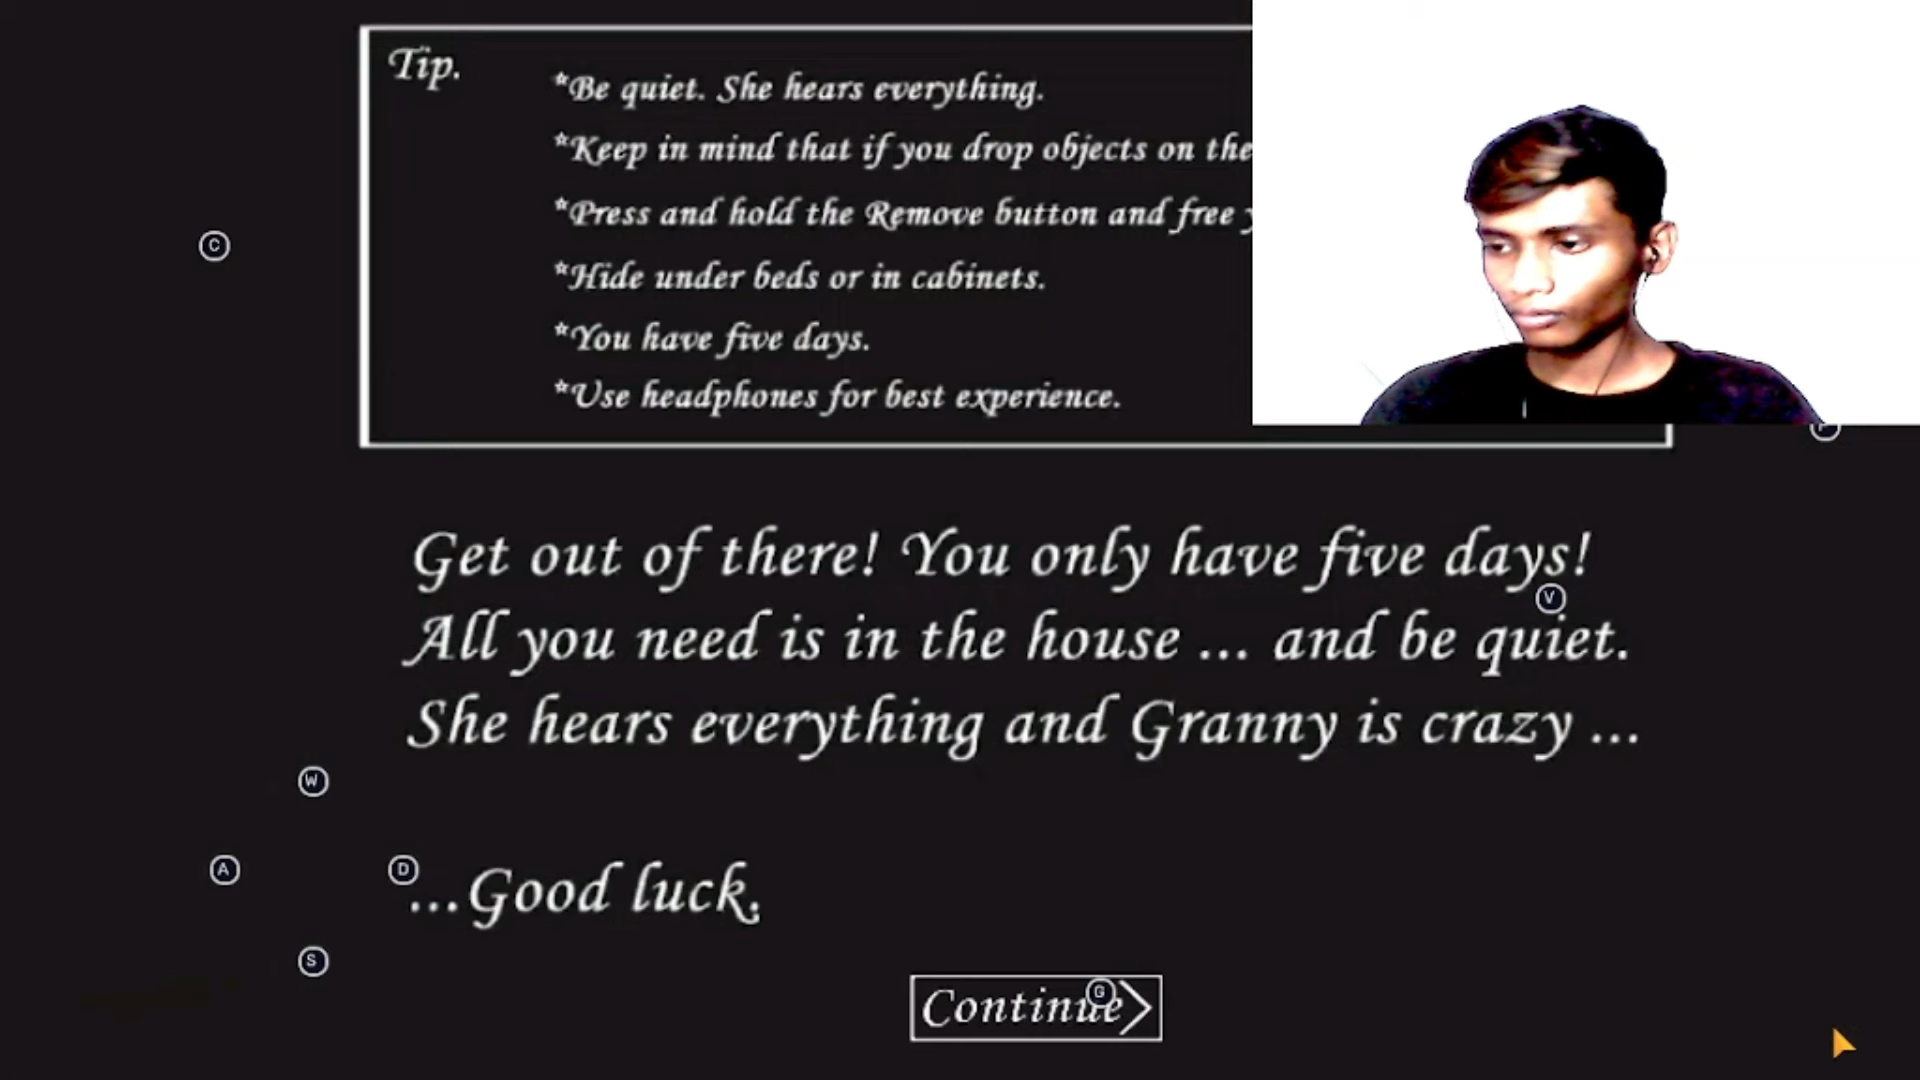 Tip.
*Be quiet. She hears everything.
*Keep in mind that if you drop objects on the
*Press and hold the Remove button and free
*Hide under beds or in cabinets.
*You have five days.
*Use headphones for best experience.
C
Get out of there! You only have five days!
V
All you need is in the house ... and be quiet.
She hears everything and Granny is crazy ...
W
A
D
...Good luck.
S
Continue
G